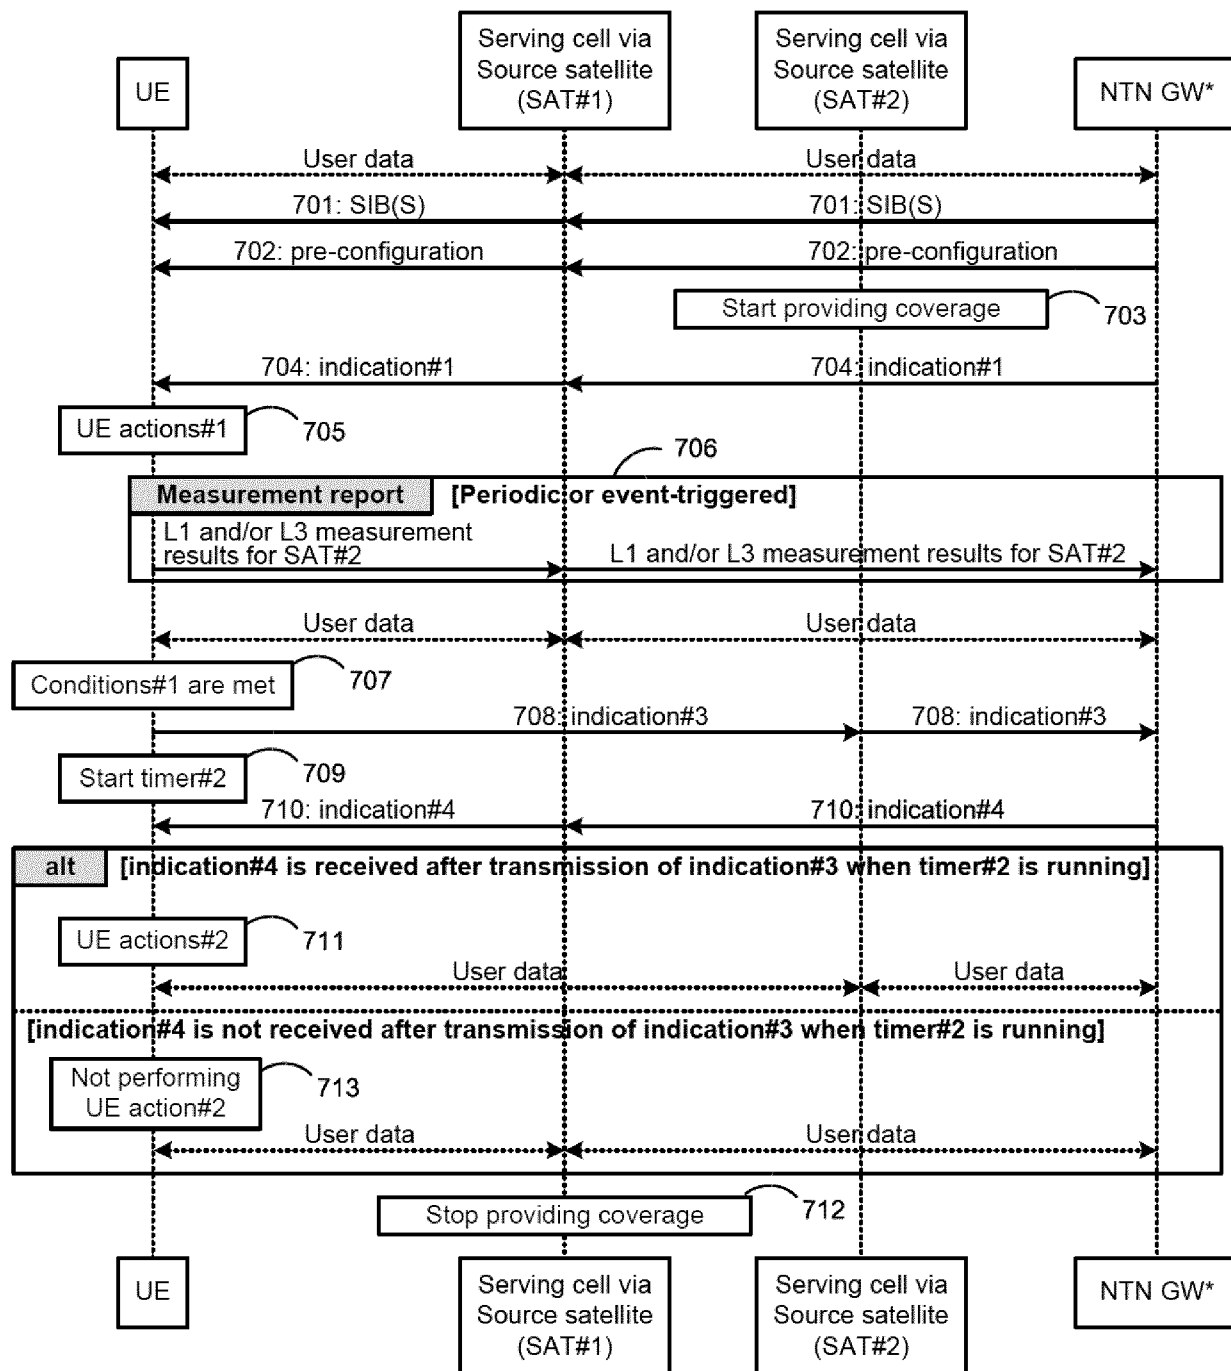 UE
Serving cell via
Source satellite
(SAT#1)
Serving cell via
Source satellite
(SAT#2)
NTN GW*
User data
User data
701: SIB(S)
701: SIB(S)
702: pre-configuration
702: pre-configuration
Start providing coverage
703
704: indication#1
704: indication#1
UE actions#1
705
706
Measurement report
[Periodic or event-triggered]
L1 and/or L3 measurement
results for SAT#2
L1 and/or L3 measurement results for SAT#2
User data
User data
Conditions#1 are met
707
708: indication#3
708: indication#3
Start timer#2
709
710: indication#4
710: indication#4
alt
[indication#4 is received after transmission of indication#3 when timer#2 is running]
UE actions#2
711
User data
User data
[indication#4 is not received after transmission of indication#3 when timer#2 is running]
Not performing
UE action#2
713
User data
User data
Stop providing coverage
712
UE
Serving cell via
Source satellite
(SAT#1)
Serving cell via
Source satellite
(SAT#2)
NTN GW*